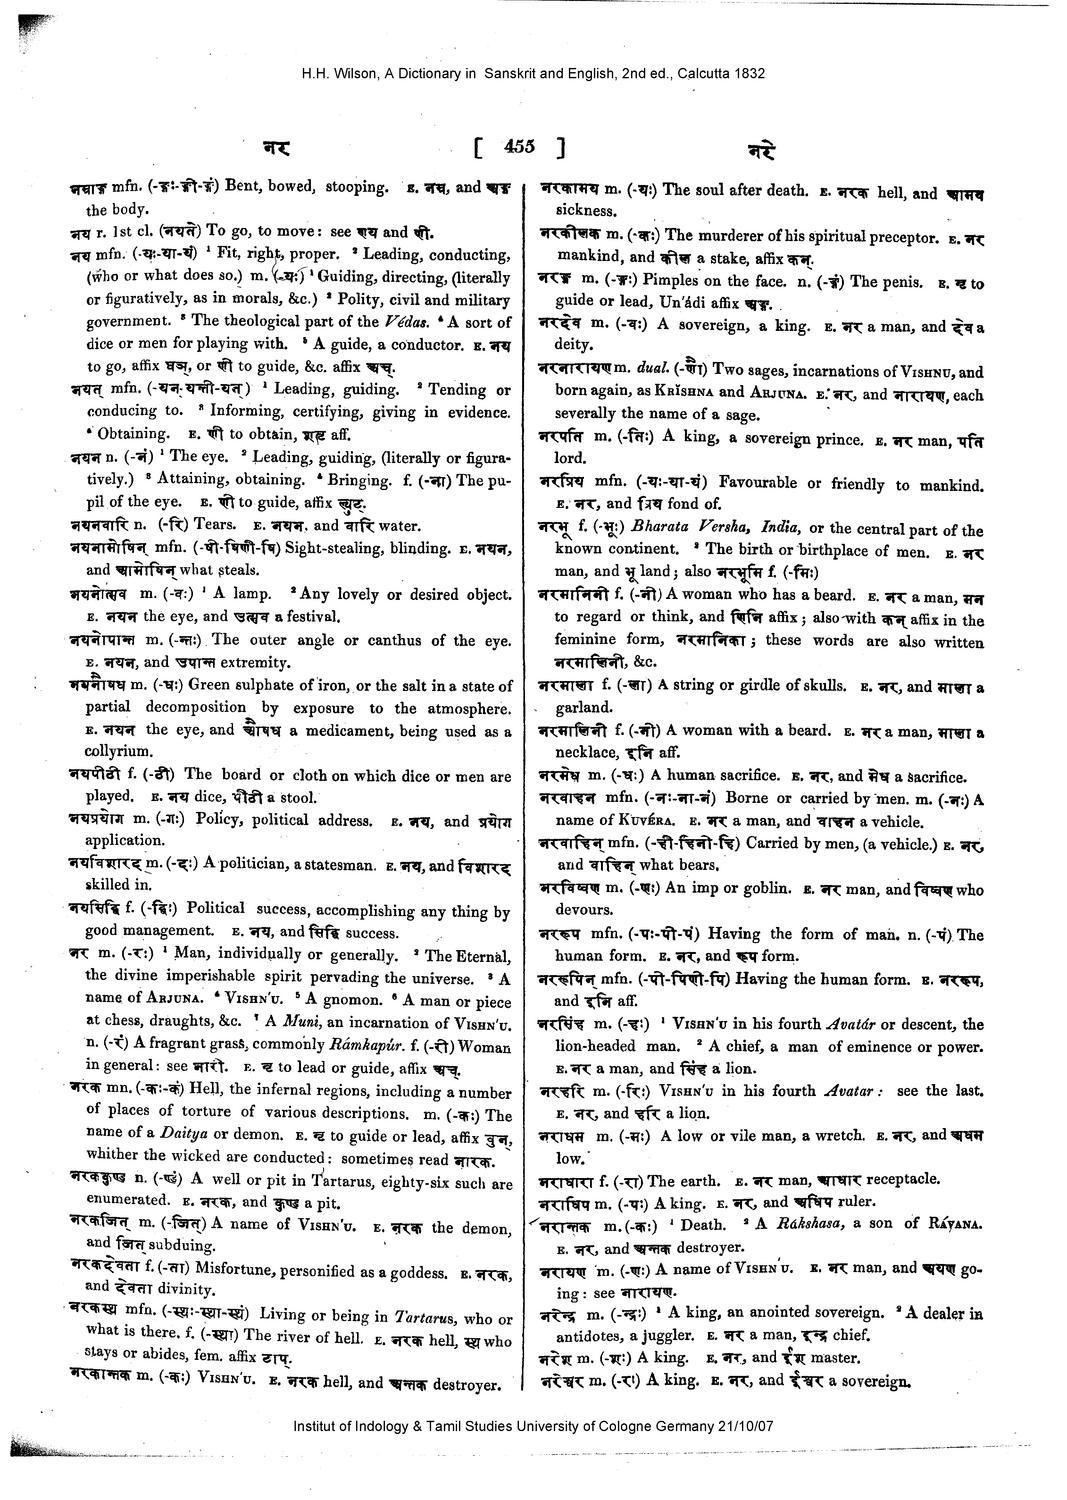 H.H. Wilson, A Dictionary in Sanskrit and English, 2nd ed., Calcutta 1832
नर [ 455 ] नरे
नम्राङ्ग mfn. (-ङ्गः-ङ्गी-ङ्गं) Bent, bowed, stooping. E. नम्र, and अङ्ग
the body.
नय r. 1st cl. (नयते) To go, to move: see णय and णी.
नय mfn. (-यः-या-यं) ¹ Fit, right, proper. ² Leading, conducting,
(who or what does so.) m. (-यः) ¹ Guiding, directing, (literally
or figuratively, as in morals, &c.) ² Polity, civil and military
government. ³ The theological part of the Védas. ⁴ A sort of
dice or men for playing with. ⁵ A guide, a conductor. E. नय
to go, affix घञ्, or णी to guide, &c. affix अच्.
नयत् mfn. (-यन्-यन्ती-यत्) ¹ Leading, guiding. ² Tending or
conducing to. ³ Informing, certifying, giving in evidence.
⁴ Obtaining. E. णी to obtain, शतृ aff.
नयन n. (-नं) ¹ The eye. ² Leading, guiding, (literally or figura-
tively.) ³ Attaining, obtaining. ⁴ Bringing. f. (-ना) The pu-
pil of the eye. E. णी to guide, affix ल्युट्.
नयनवारि n. (-रि) Tears. E. नयन, and वारि water.
नयनामोषिन् mfn. (-षी-षिणी-षि) Sight-stealing, blinding. E. नयन,
and आमोषिन् what steals.
नयनोत्सव m. (-वः) ¹ A lamp. ² Any lovely or desired object.
E. नयन the eye, and उत्सव a festival.
नयनोपान्त m. (-न्तः) The outer angle or canthus of the eye.
E. नयन, and उपान्त extremity.
नयनौषध m. (-धः) Green sulphate of iron, or the salt in a state of
partial decomposition by exposure to the atmosphere.
E. नयन the eye, and औषध a medicament, being used as a
collyrium.
नयपीठी f. (-ठी) The board or cloth on which dice or men are
played. E. नय dice, पीठी a stool.
नयप्रयोग m. (-गः) Policy, political address. E. नय, and प्रयोग
application.
नयविशारद m. (-दः) A politician, a statesman. E. नय, and विशारद
skilled in.
नयसिद्धि f. (-द्धिः) Political success, accomplishing any thing by
good management. E. नय, and सिद्धि success.
नर m. (-रः) ¹ Man, individually or generally. ² The Eternal,
the divine imperishable spirit pervading the universe. ³ A
name of ARJUNA. ⁴ VISHN'U. ⁵ A gnomon. ⁶ A man or piece
at chess, draughts, &c. ⁷ A Muni, an incarnation of VISHN'U.
n. (-रं) A fragrant grass, commonly Rámkapúr. f. (-री) Woman
in general: see नारी. E. नृ to lead or guide, affix अच्.
नरक mn. (-कः-कं) Hell, the infernal regions, including a number
of places of torture of various descriptions. m. (-कः) The
name of a Daitya or demon. E. नृ to guide or lead, affix वुन्,
whither the wicked are conducted: sometimes read नारक.
नरककुण्ड n. (-ण्डं) A well or pit in Tartarus, eighty-six such are
enumerated. E. नरक, and कुण्ड a pit.
नरकजित् m. (-जित्) A name of VISHN'U. E. नरक the demon,
and जित् subduing.
नरकदेवता f. (-ता) Misfortune, personified as a goddess. E. नरक,
and देवता divinity.
नरकस्थ mfn. (-स्थः-स्था-स्थं) Living or being in Tartarus, who or
what is there. f. (-स्था) The river of hell. E. नरक hell, स्थ who
stays or abides, fem. affix टाप्.
नरकान्तक m. (-कः) VISHN'U. E. नरक hell, and अन्तक destroyer.
नरकामय m. (-यः) The soul after death. E. नरक hell, and आमय
sickness.
नरकीलक m. (-कः) The murderer of his spiritual preceptor. E. नर
mankind, and कील a stake, affix कन्.
नरङ्ग m. (-ङ्गः) Pimples on the face. n. (-ङ्गं) The penis. E. नृ to
guide or lead, Un'ádi affix अङ्ग.
नरदेव m. (-वः) A sovereign, a king. E. नर a man, and देव a
deity.
नरनारायण m. dual. (-णौ) Two sages, incarnations of VISHNU, and
born again, as KRĬSHNA and ARJUNA. E. नर, and नारायण, each
severally the name of a sage.
नरपति m. (-तिः) A king, a sovereign prince. E. नर man, पति
lord.
नरप्रिय mfn. (-यः-या-यं) Favourable or friendly to mankind.
E. नर, and प्रिय fond of.
नरभू f. (-भूः) Bharata Versha, India, or the central part of the
known continent. ² The birth or birthplace of men. E. नर
man, and भू land; also नरभूमि f. (-मिः)
नरमानिनी f. (-नी) A woman who has a beard. E. नर a man, मन
to regard or think, and णिनि affix; also with कन् affix in the
feminine form, नरमानिका; these words are also written
नरमालिनी, &c.
नरमाला f. (-ला) A string or girdle of skulls. E. नर, and माला a
garland.
नरमालिनी f. (-नी) A woman with a beard. E. नर a man, माला a
necklace, इनि aff.
नरमेध m. (-धः) A human sacrifice. E. नर, and मेध a sacrifice.
नरवाहन mfn. (-नः-ना-नं) Borne or carried by men. m. (-नः) A
name of KUVÉRA. E. नर a man, and वाहन a vehicle.
नरवाहिन् mfn. (-ही-हिनी-हि) Carried by men, (a vehicle.) E. नर,
and वाहिन् what bears.
नरविष्वण m. (-णः) An imp or goblin. E. नर man, and विष्वण who
devours.
नररूप mfn. (-पः-पी-पं) Having the form of man. n. (-पं) The
human form. E. नर, and रूप form.
नररूपिन् mfn. (-पी-पिणी-पि) Having the human form. E. नररूप,
and इनि aff.
नरसिंह m. (-हः) ¹ VISHN'U in his fourth Avatár or descent, the
lion-headed man. ² A chief, a man of eminence or power.
E. नर a man, and सिंह a lion.
नरहरि m. (-रिः) VISHN'U in his fourth Avatar: see the last.
E. नर, and हरि a lion.
नराधम m. (-मः) A low or vile man, a wretch. E. नर, and अधम
low.
नराधारा f. (-रा) The earth. E. नर man, आधार receptacle.
नराधिप m. (-पः) A king. E. नर, and अधिप ruler.
नरान्तक m. (-कः) ¹ Death. ² A Rákshasa, a son of RÁVANA.
E. नर, and अन्तक destroyer.
नरायण m. (-णः) A name of VISHN'U. E. नर man, and अयण go-
ing: see नारायण.
नरेन्द्र m. (-न्द्रः) ¹ A king, an anointed sovereign. ² A dealer in
antidotes, a juggler. E. नर a man, इन्द्र chief.
नरेश m. (-शः) A king. E. नर, and ईश master.
नरेश्वर m. (-रः) A king. E. नर, and ईश्वर a sovereign.
Institut of Indology & Tamil Studies University of Cologne Germany 21/10/07